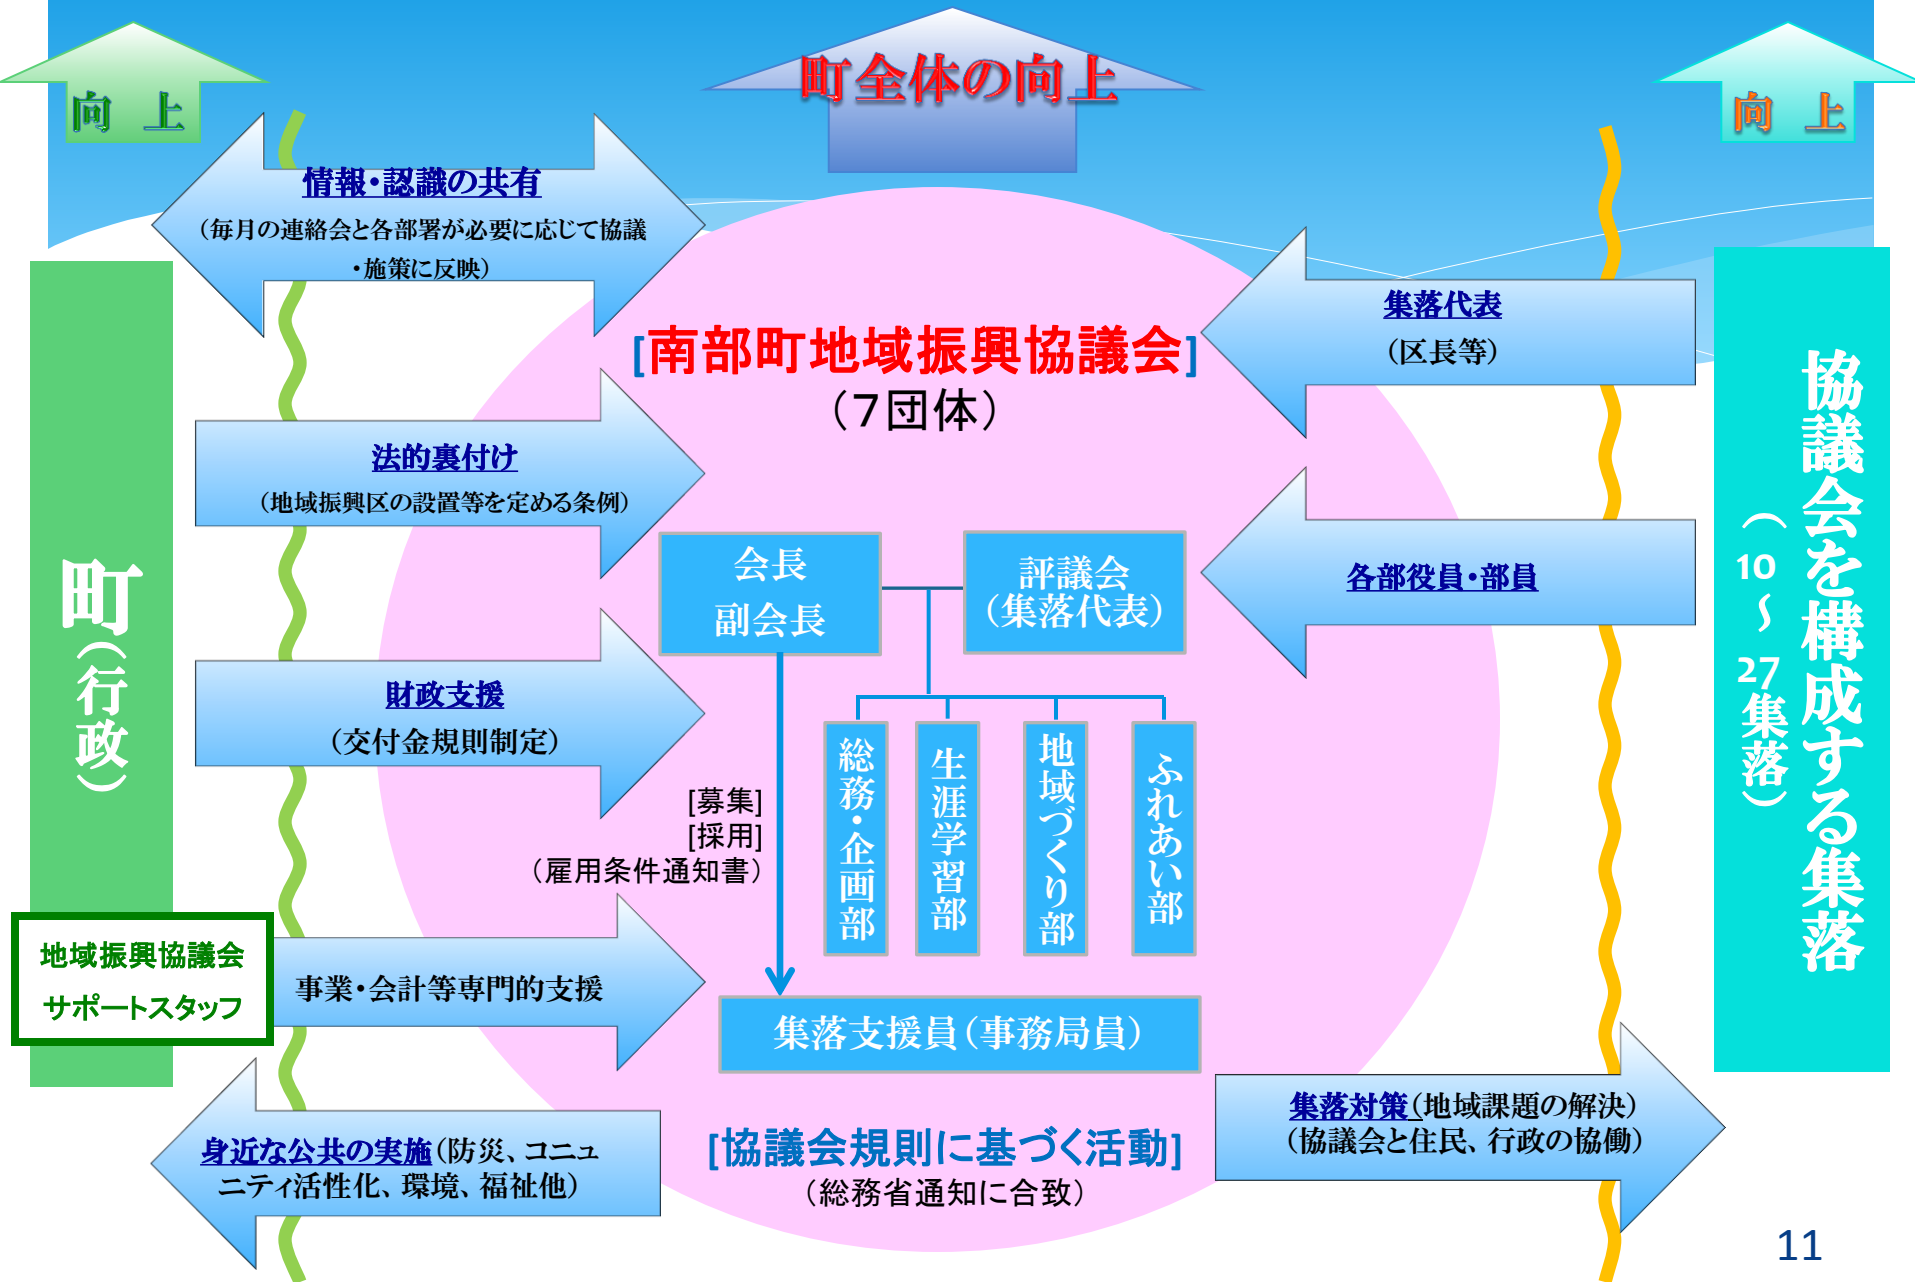 向　上
町全体の向上
向　上
情報・認識の共有
（毎月の連絡会と各部署が必要に応じて協議
・施策に反映）
集落代表
（区長等）
[南部町地域振興協議会]
（７団体）
法的裏付け
（地域振興区の設置等を定める条例）
各部役員・部員
会長
副会長
評議会
（集落代表）
町（行政）
協議会を構成する集落
（10～27集落）
財政支援
（交付金規則制定）
[募集]
[採用]
（雇用条件通知書）
総務・企画部
生涯学習部
地域づくり部
ふれあい部
地域振興協議会
サポートスタッフ
事業・会計等専門的支援
集落支援員（事務局員）
身近な公共の実施（防災、コニュ
ニティ活性化、環境、福祉他）
[協議会規則に基づく活動]
（総務省通知に合致）
集落対策（地域課題の解決）
（協議会と住民、行政の協働）
11